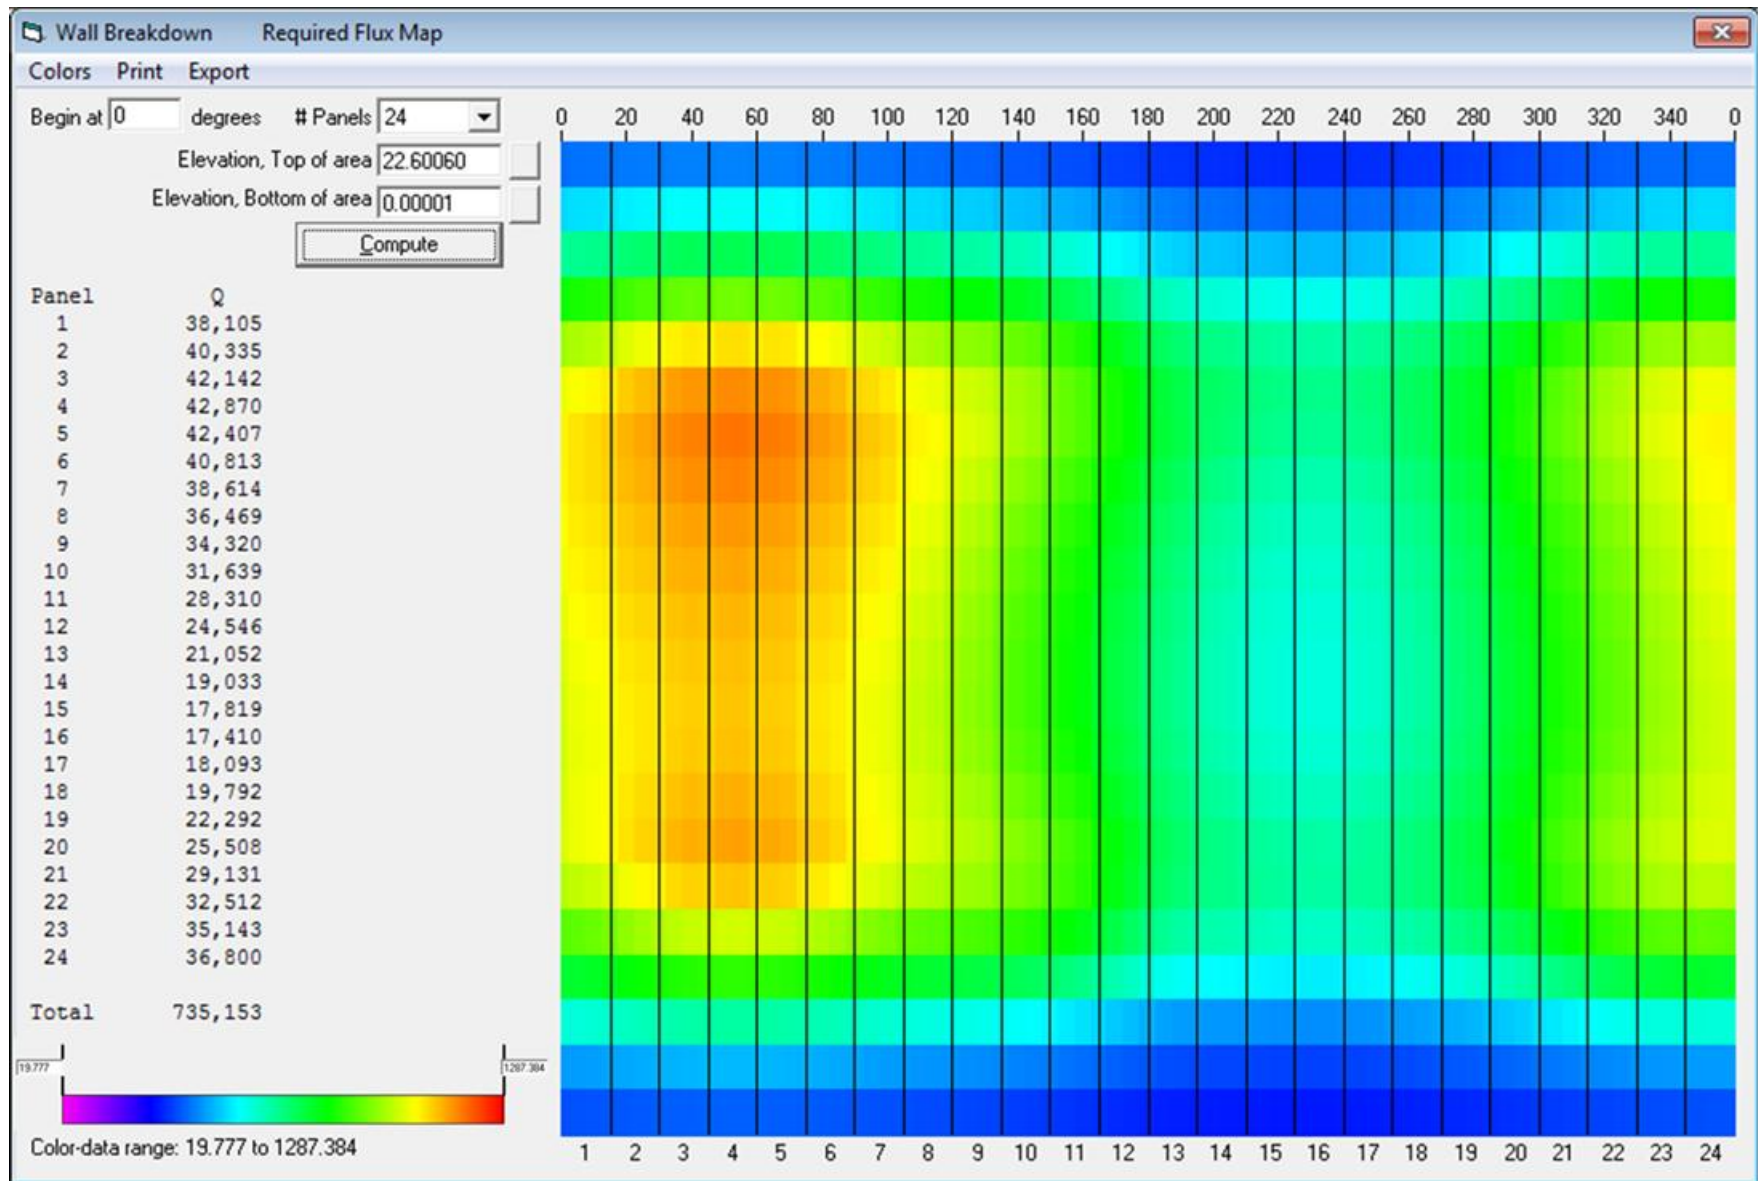 Wall Breakdown Required Flux Map
Colors Print Export
Begin at 0 degrees # Panels 24
Elevation, Top of area 22.60060
Elevation, Bottom of area 0.00001
Compute
Panel Q
1 38,105
2 40,335
3 42,142
4 42,870
5 42,407
6 40,813
7 38,614
8 36,469
9 34,320
10 31,639
11 28,310
12 24,546
13 21,052
14 19,033
15 17,819
16 17,410
17 18,093
18 19,792
19 22,292
20 25,508
21 29,131
22 32,512
23 35,143
24 36,800
Total 735,153
19.777 1287.384
Color-data range: 19.777 to 1287.384
0 20 40 60 80 100 120 140 160 180 200 220 240 260 280 300 320 340 0
1 2 3 4 5 6 7 8 9 10 11 12 13 14 15 16 17 18 19 20 21 22 23 24